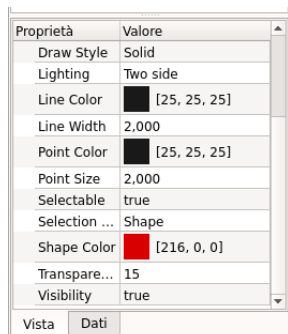 Proprietà Valore
Draw Style Solid
Lighting Two side
Line Color [25, 25, 25]
Line Width 2,000
Point Color [25, 25, 25]
Point Size 2,000
Selectable true
Selection ... Shape
Shape Color [216, 0, 0]
Transpare... 15
Visibility true
Vista Dati